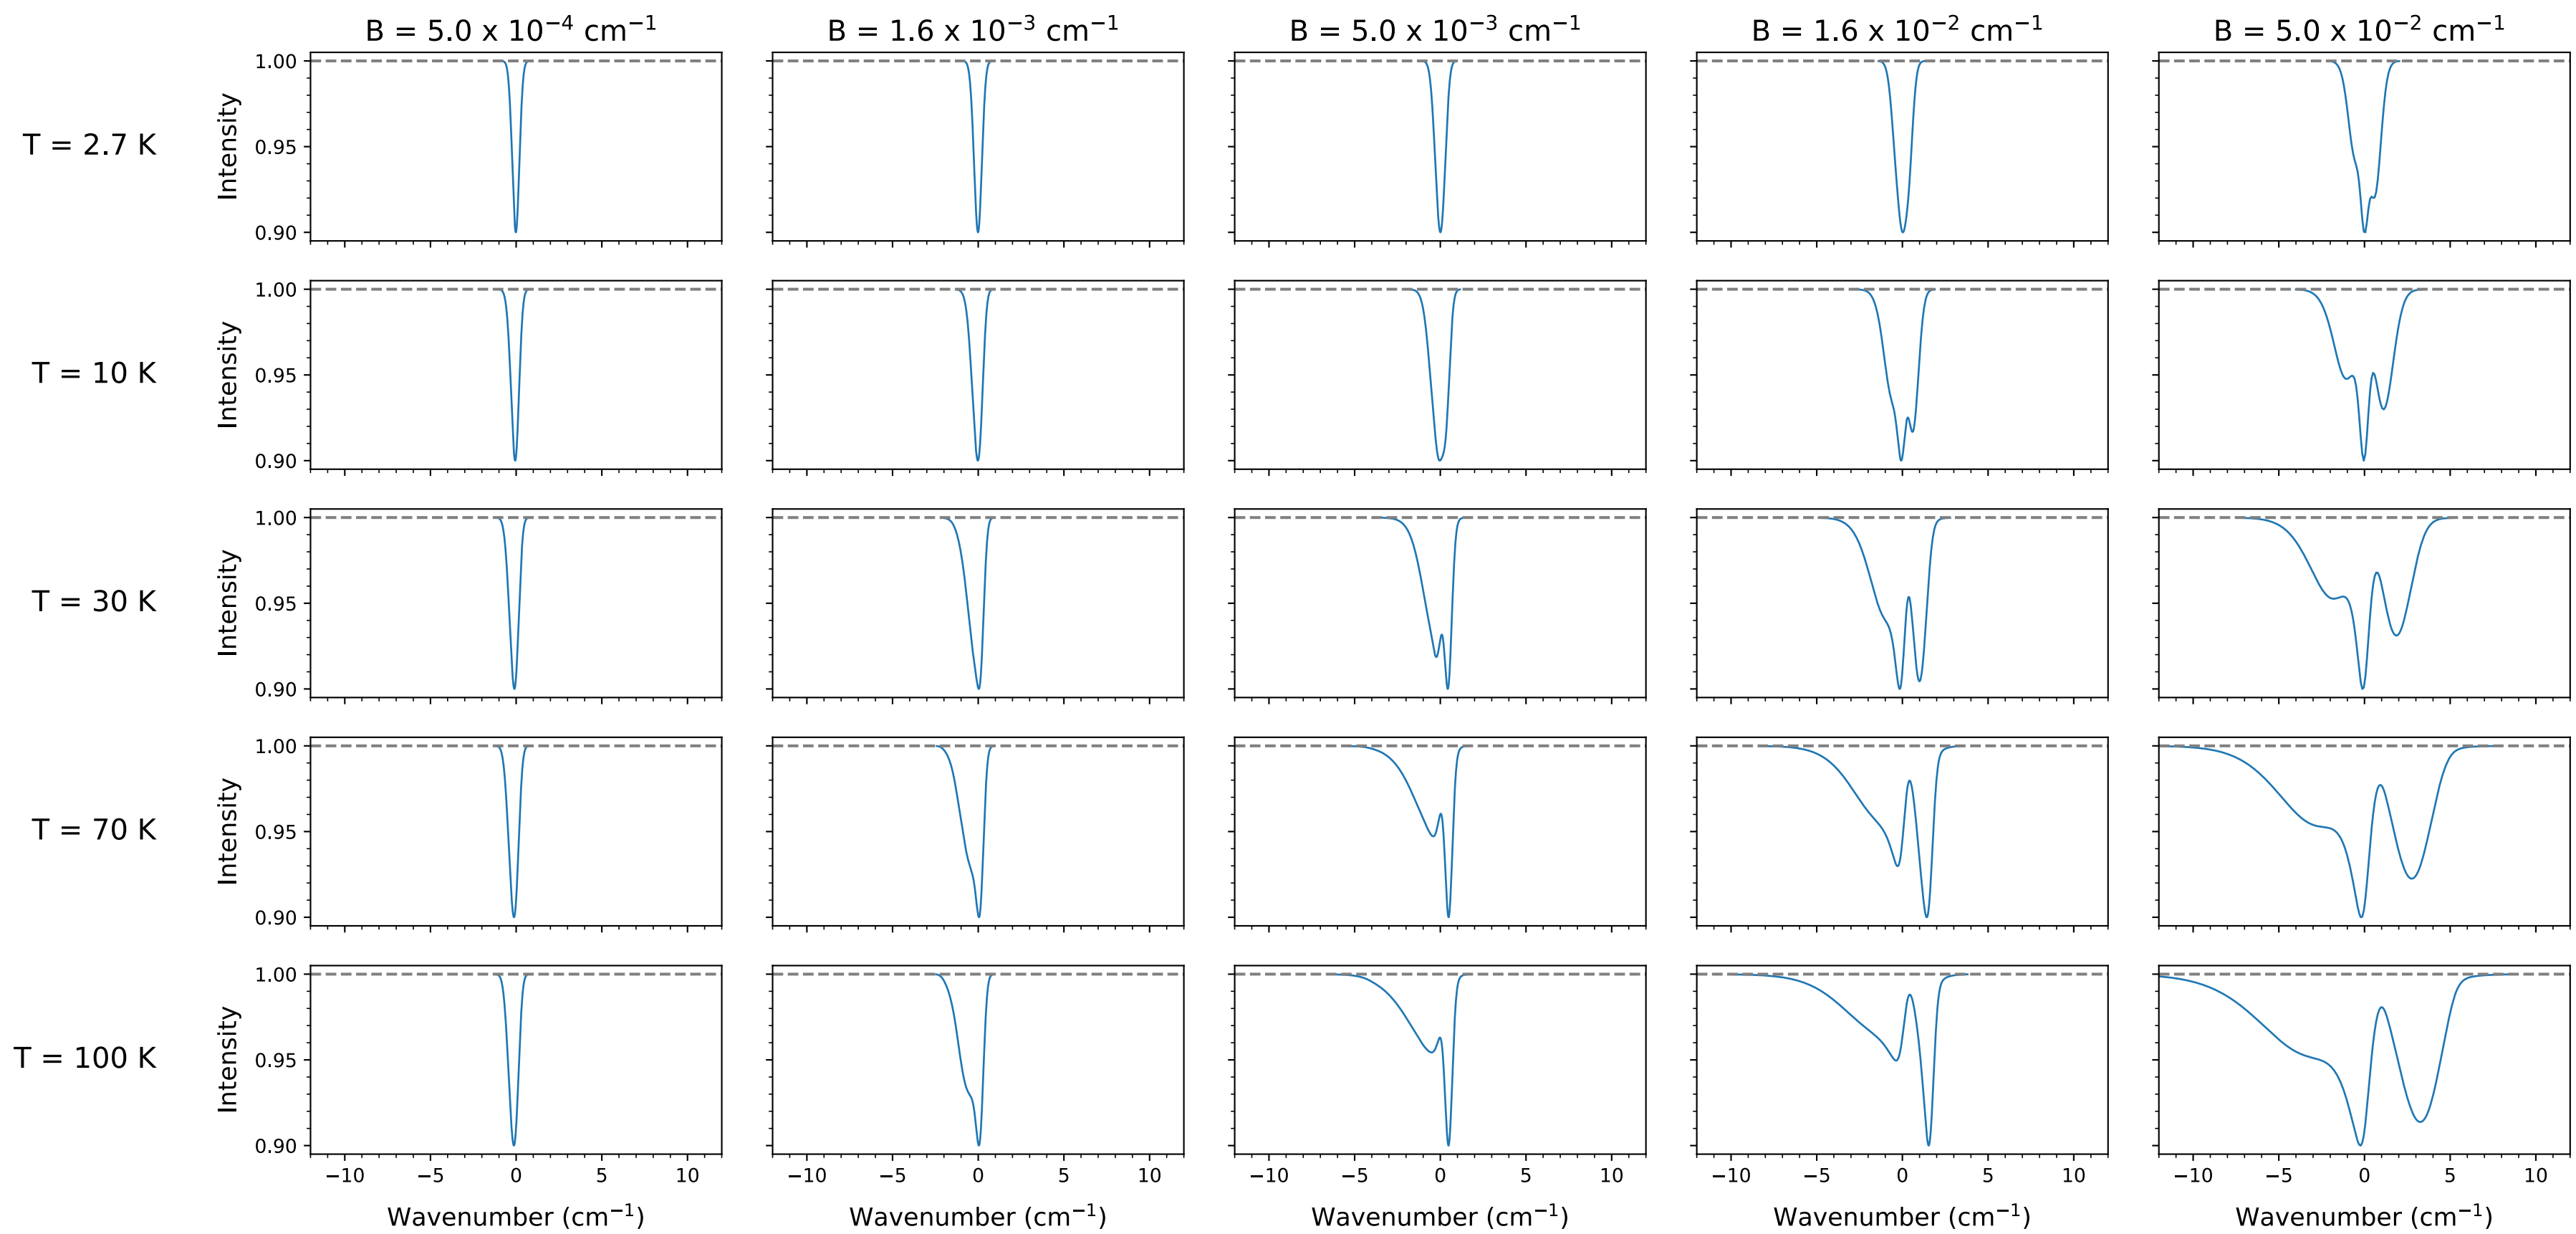 B = 5.0 x 10⁻⁴ cm⁻¹ B = 1.6 x 10⁻³ cm⁻¹ B = 5.0 x 10⁻³ cm⁻¹ B = 1.6 x 10⁻² cm⁻¹ B = 5.0 x 10⁻² cm⁻¹
T = 2.7 K
Intensity
1.00
0.95
0.90
T = 10 K
Intensity
1.00
0.95
0.90
T = 30 K
Intensity
1.00
0.95
0.90
T = 70 K
Intensity
1.00
0.95
0.90
T = 100 K
Intensity
1.00
0.95
0.90
−10 −5 0 5 10 −10 −5 0 5 10 −10 −5 0 5 10 −10 −5 0 5 10 −10 −5 0 5 10
Wavenumber (cm⁻¹) Wavenumber (cm⁻¹) Wavenumber (cm⁻¹) Wavenumber (cm⁻¹) Wavenumber (cm⁻¹)